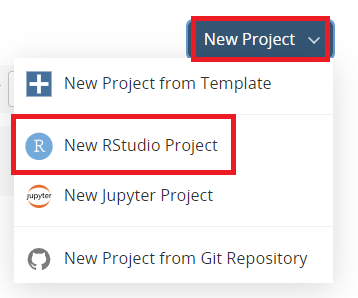 New Project
New Project from Template
R
New RStudio Project
jupyter
New Jupyter Project
New Project from Git Repository